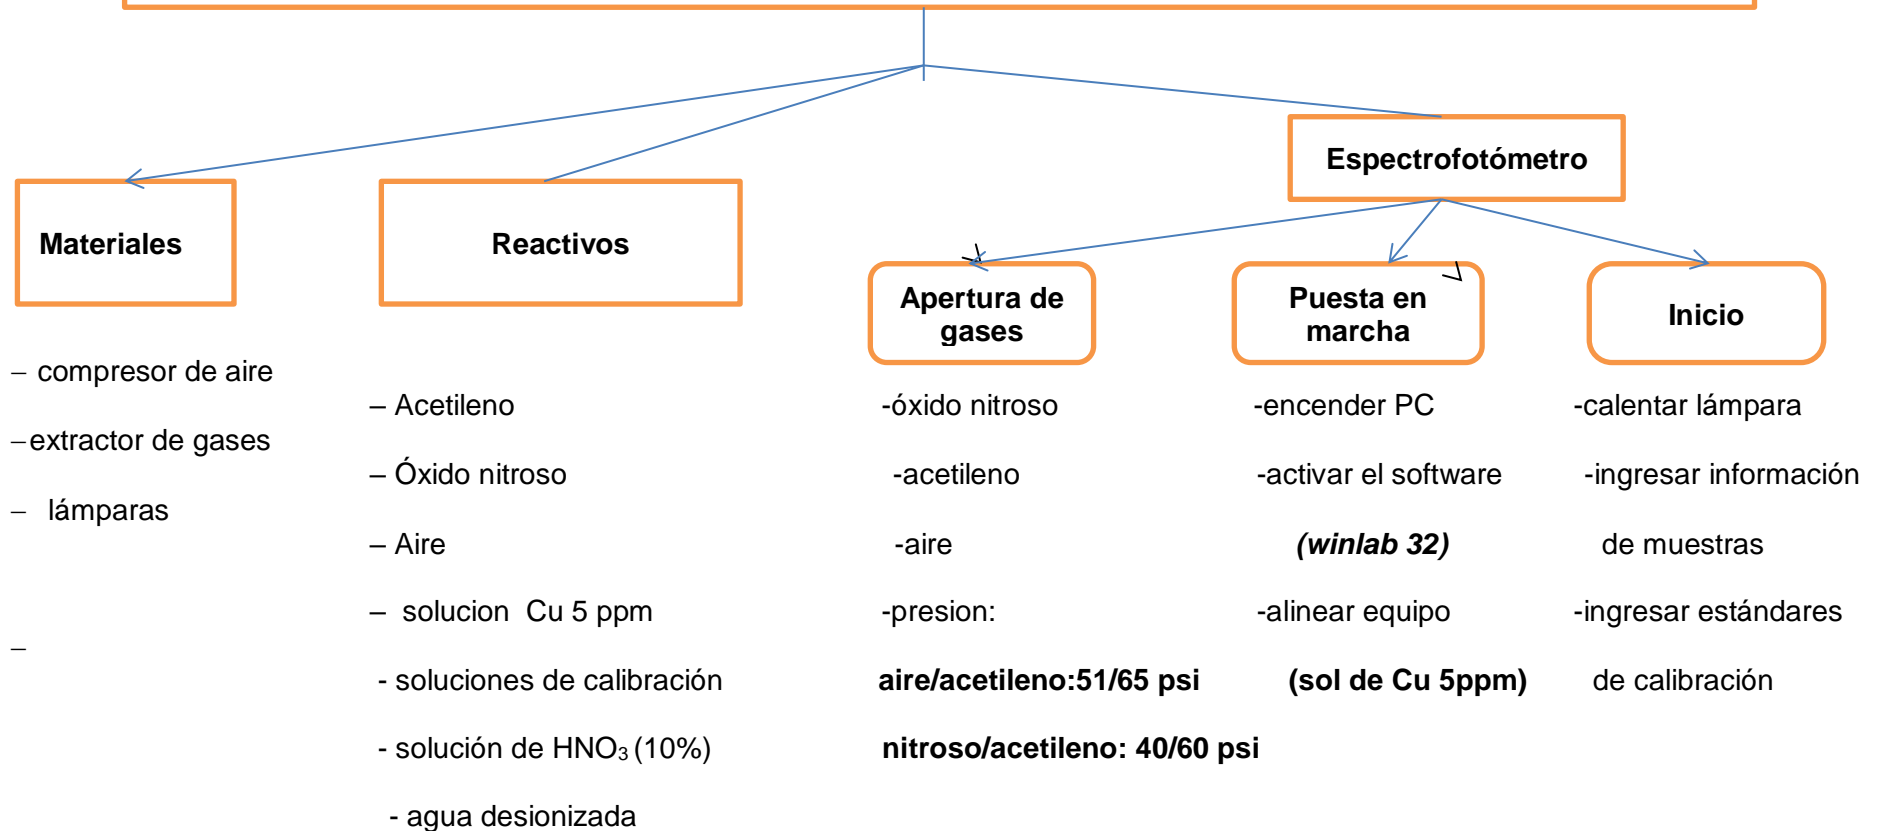 Espectrofotómetro
Materiales
Reactivos
Apertura de
gases
Puesta en
marcha
Inicio
– compresor de aire
–extractor de gases
– lámparas
–
– Acetileno
– Óxido nitroso
– Aire
– solucion Cu 5 ppm
- soluciones de calibración
- solución de HNO₃ (10%)
- agua desionizada
-óxido nitroso
-acetileno
-aire
-presion:
aire/acetileno:51/65 psi
nitroso/acetileno: 40/60 psi
-encender PC
-activar el software
(winlab 32)
-alinear equipo
(sol de Cu 5ppm)
-calentar lámpara
-ingresar información
de muestras
-ingresar estándares
de calibración